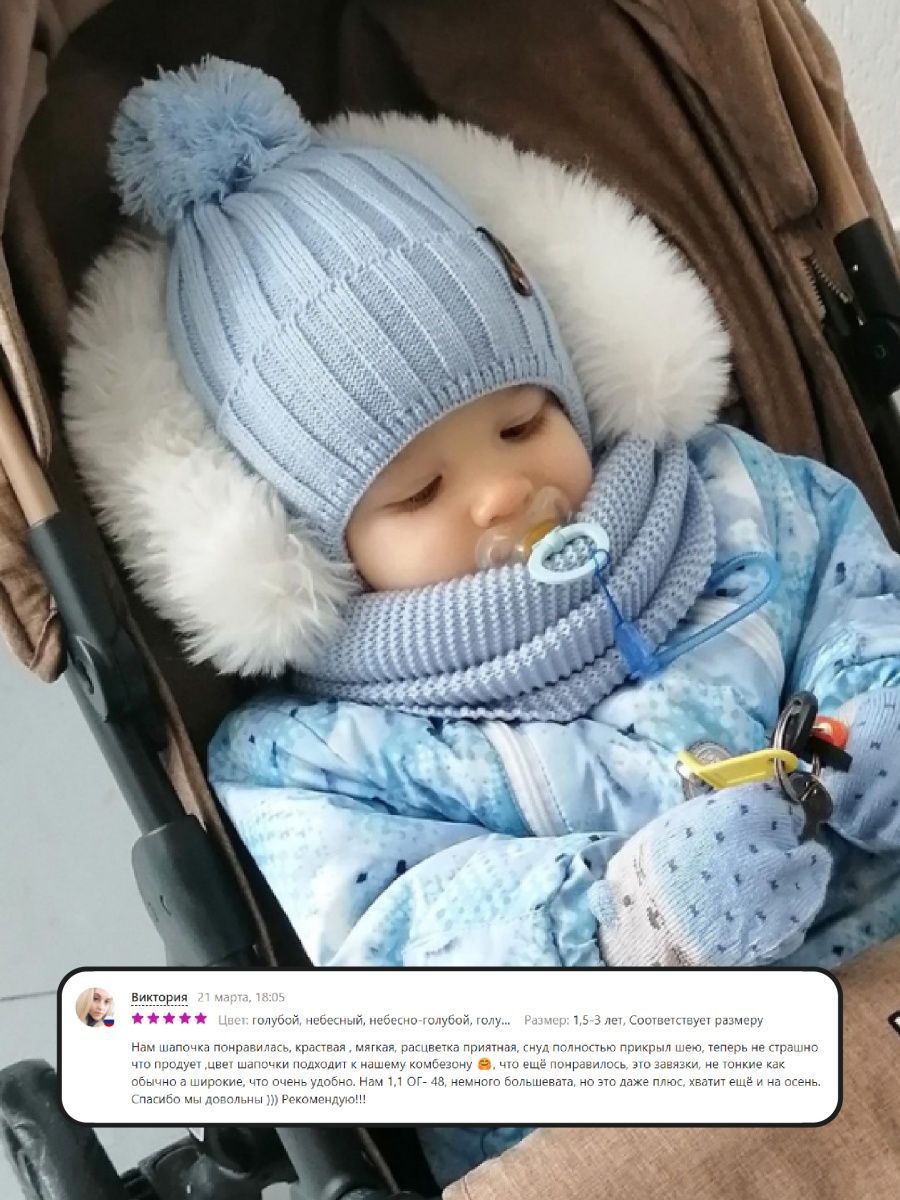 Виктория 21 марта, 18:05
Цвет: голубой, небесный, небесно-голубой, голу... Размер: 1,5-3 лет, Соответствует размеру
Нам шапочка понравилась, краствая , мягкая, расцветка приятная, снуд полностью прикрыл шею, теперь не страшно
что продует ,цвет шапочки подходит к нашему комбезону 🤗, что ещё понравилось, это завязки, не тонкие как
обычно а широкие, что очень удобно. Нам 1,1 ОГ- 48, немного большевата, но это даже плюс, хватит ещё и на осень.
Спасибо мы довольны ))) Рекомендую!!!